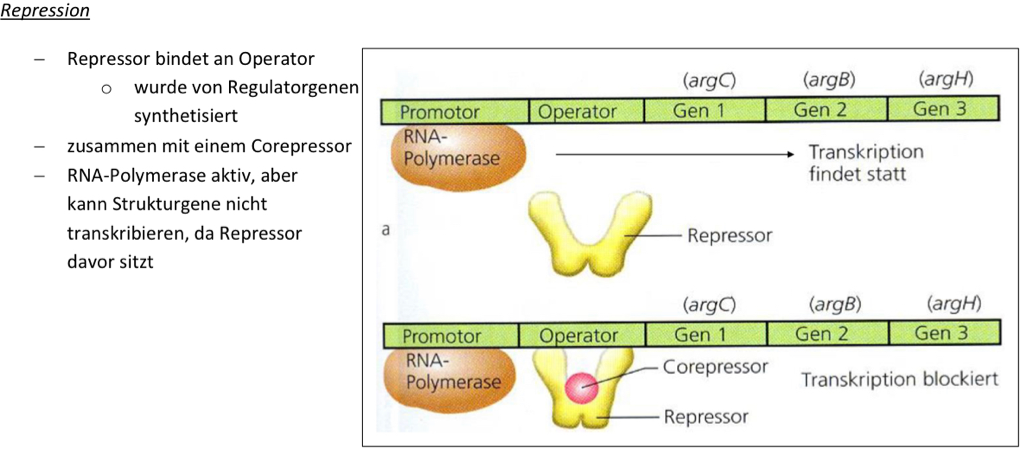 Repression
– Repressor bindet an Operator
o wurde von Regulatorgenen
synthetisiert
– zusammen mit einem Corepressor
– RNA-Polymerase aktiv, aber
kann Strukturgene nicht
transkribieren, da Repressor
davor sitzt
(argC) (argB) (argH)
Promotor Operator Gen 1 Gen 2 Gen 3
RNA-
Polymerase
Transkription
findet statt
a
Repressor
(argC) (argB) (argH)
Promotor Operator Gen 1 Gen 2 Gen 3
RNA-
Polymerase
Corepressor
Transkription blockiert
Repressor